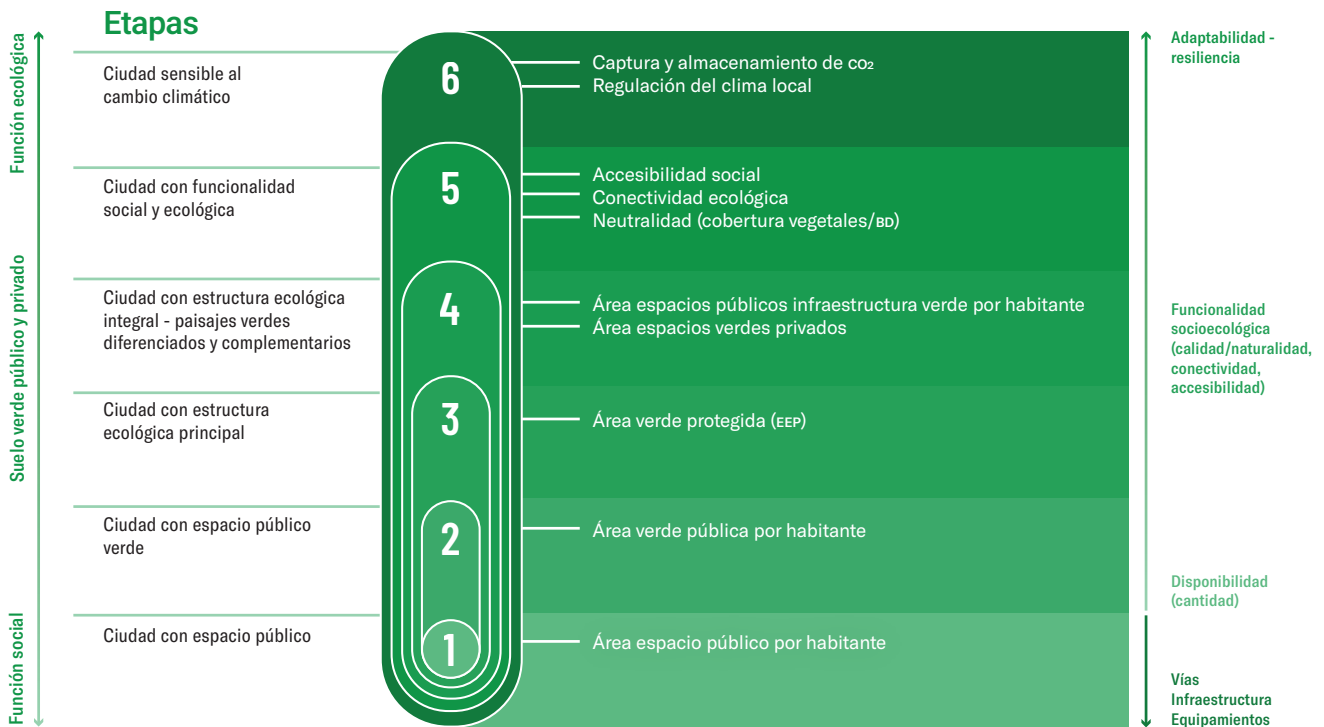 Etapas
Función ecológica
Suelo verde público y privado
Función social
Ciudad sensible al
cambio climático
6
Captura y almacenamiento de CO₂
Regulación del clima local
Ciudad con funcionalidad
social y ecológica
5
Accesibilidad social
Conectividad ecológica
Neutralidad (cobertura vegetales/BD)
Ciudad con estructura ecológica
integral - paisajes verdes
diferenciados y complementarios
4
Área espacios públicos infraestructura verde por habitante
Área espacios verdes privados
Ciudad con estructura
ecológica principal
3
Área verde protegida (EEP)
Ciudad con espacio público
verde
2
Área verde pública por habitante
Ciudad con espacio público
1
Área espacio público por habitante
Adaptabilidad -
resiliencia
Funcionalidad
socioecológica
(calidad/naturalidad,
conectividad,
accesibilidad)
Disponibilidad
(cantidad)
Vías
Infraestructura
Equipamientos